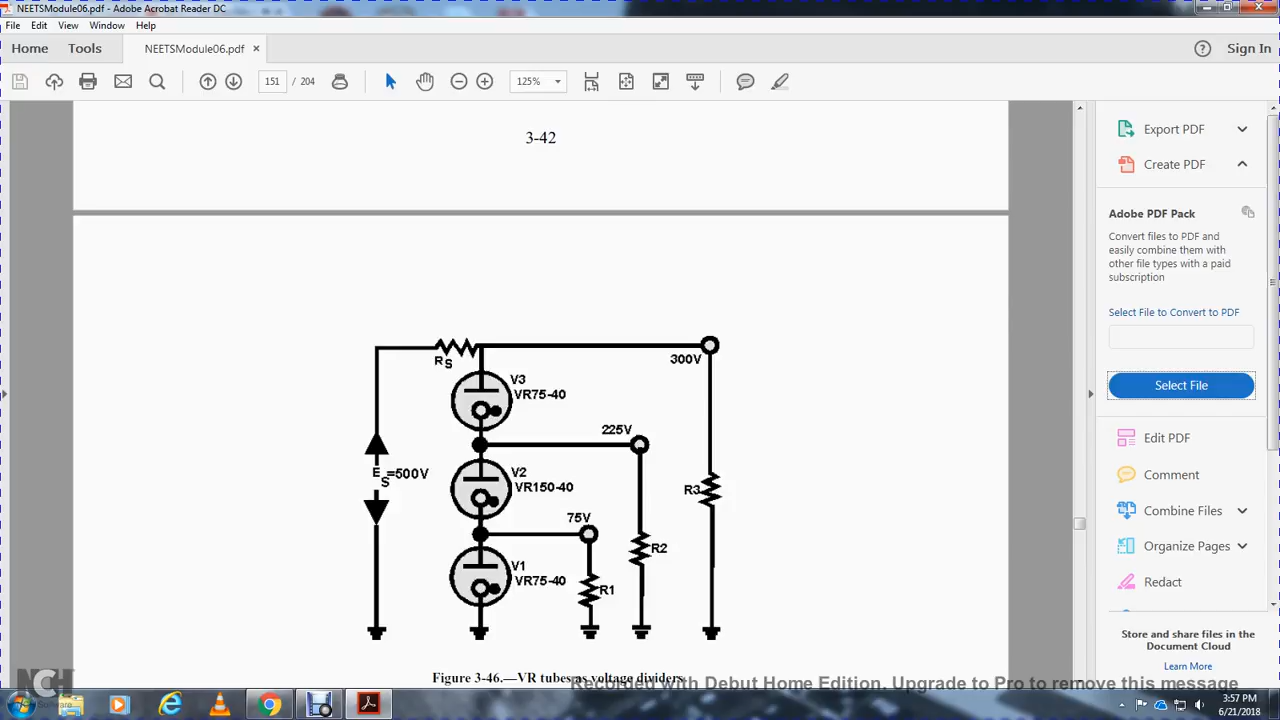 NEETSModule06.pdf - Adobe Acrobat Reader DC
File Edit View Window Help
Home Tools NEETSModule06.pdf × ? Sign In
151 / 204 125%
3-42
Export PDF
Create PDF
Adobe PDF Pack
Convert files to PDF and
easily combine them with
other file types with a paid
subscription
Select File to Convert to PDF
Select File
Edit PDF
Comment
Combine Files
Organize Pages
Redact
Store and share files in the
Document Cloud
Learn More
RS
300V
V3
VR75-40
225V
ES=500V
V2
VR150-40
R3
75V
R2
V1
VR75-40
R1
Figure 3-46.—VR tubes as voltage dividers.
Recorded with Debut Home Edition. Upgrade to Pro to remove this message
NCH
Software
3:57 PM
6/21/2018